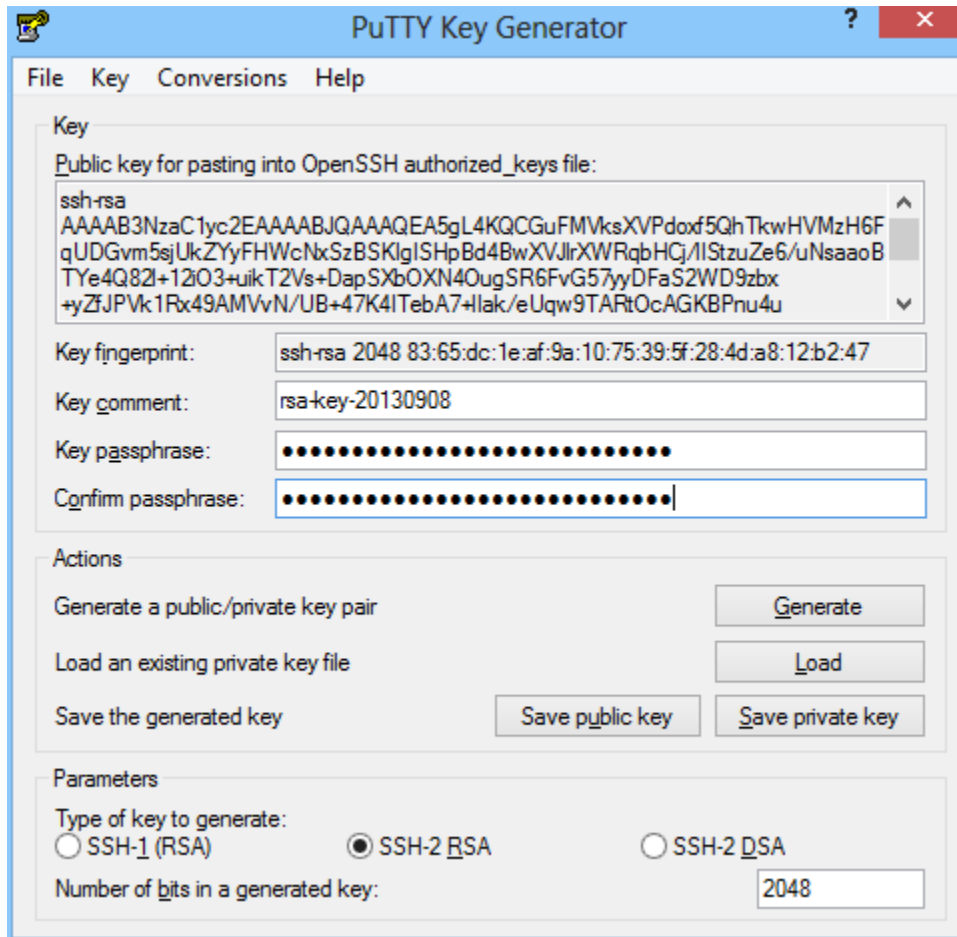 PuTTY Key Generator
?
File Key Conversions Help
Key
Public key for pasting into OpenSSH authorized_keys file:
ssh-rsa
AAAAB3NzaC1yc2EAAAABJQAAAQEA5gL4KQCGuFMVksXVPdoxf5QhTkwHVMzH6F
qUDGvm5sjUkZYyFHWcNxSzBSKIgISHpBd4BwXVJlrXWRqbHCj/IIStzuZe6/uNsaaoB
TYe4Q82l+12iO3+uikT2Vs+DapSXbOXN4OugSR6FvG57yyDFaS2WD9zbx
+yZfJPVk1Rx49AMVvrN/UB+47K4ITebA7+Ilak/eUqw9TARtOcAGKBPnu4u
Key fingerprint: ssh-rsa 2048 83:65:dc:1e:af:9a:10:75:39:5f:28:4d:a8:12:b2:47
Key comment: rsa-key-20130908
Key passphrase: ●●●●●●●●●●●●●●●●●●●●●●●●●●●●
Confirm passphrase: ●●●●●●●●●●●●●●●●●●●●●●●●●●●●
Actions
Generate a public/private key pair Generate
Load an existing private key file Load
Save the generated key Save public key Save private key
Parameters
Type of key to generate:
SSH-1 (RSA) SSH-2 RSA SSH-2 DSA
Number of bits in a generated key: 2048